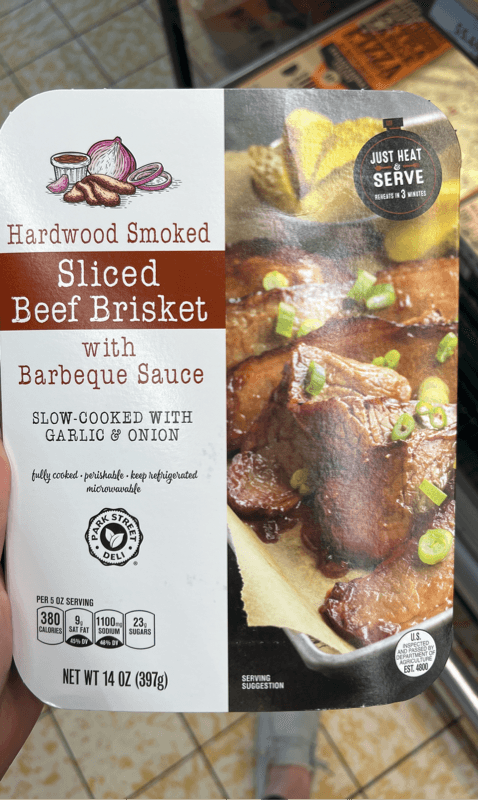 PIZZA
JUST HEAT
&
SERVE
REHEATS IN 3 MINUTES
Hardwood Smoked
Sliced
Beef Brisket
with
Barbeque Sauce
SLOW-COOKED WITH
GARLIC & ONION
fully cooked • perishable • keep refrigerated
microwavable
PARK STREET
DELI
®
PER 5 OZ SERVING
380 CALORIES
9g SAT FAT 45% DV
1100mg SODIUM 48% DV
23g SUGARS
NET WT 14 OZ (397g)
SERVING
SUGGESTION
U.S.
INSPECTED
AND PASSED BY
DEPARTMENT OF
AGRICULTURE
EST. 4800